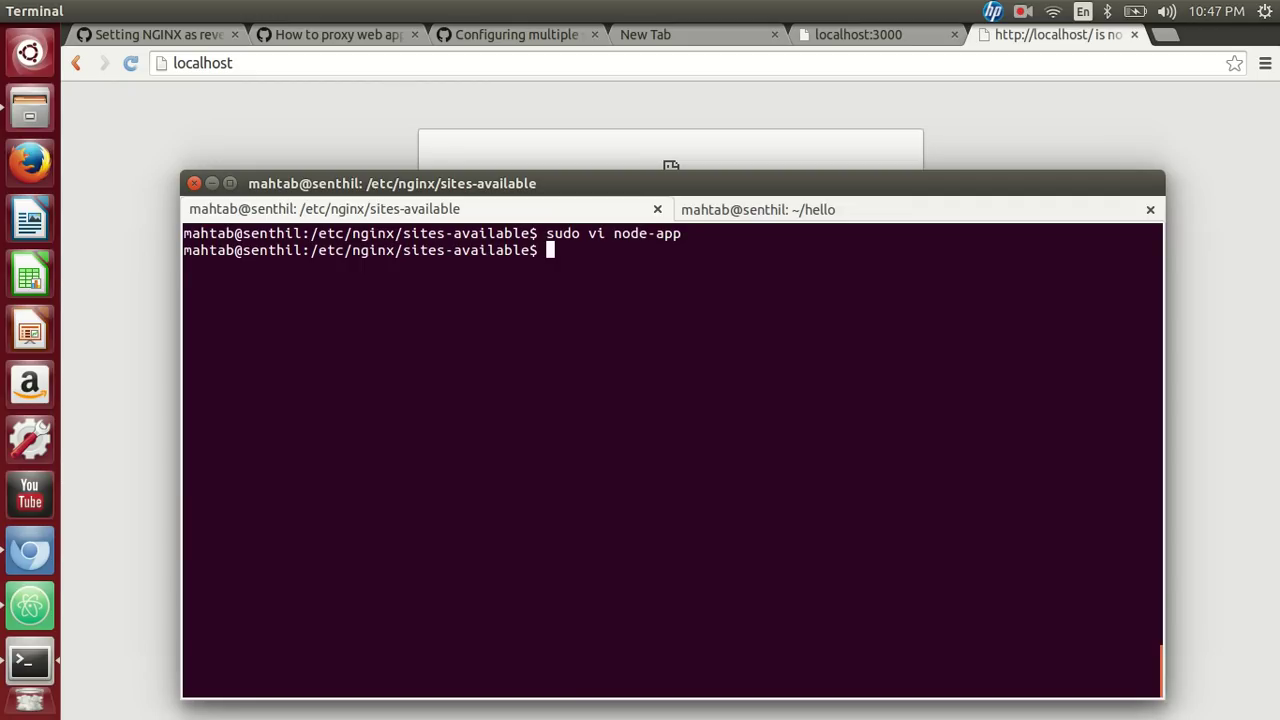 Terminal
En
10:47 PM
Setting NGINX as reve
How to proxy web app
Configuring multiple
New Tab
localhost:3000
http://localhost/ is no
localhost
mahtab@senthil: /etc/nginx/sites-available
mahtab@senthil: /etc/nginx/sites-available
mahtab@senthil: ~/hello
mahtab@senthil:/etc/nginx/sites-available$ sudo vi node-app
mahtab@senthil:/etc/nginx/sites-available$
hp
a
You
Tube
>_